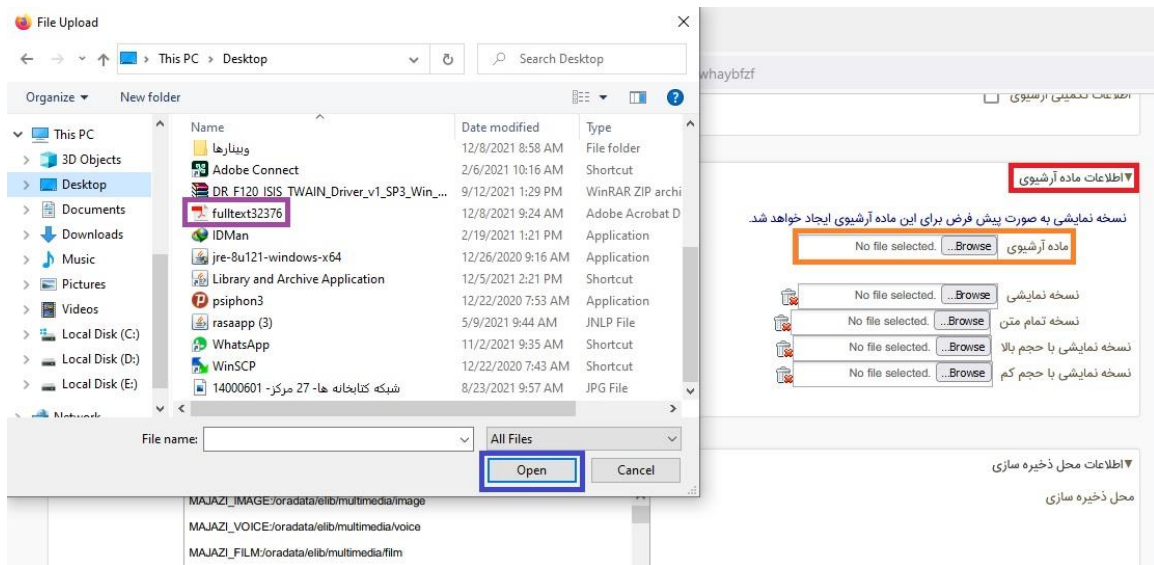 File Upload
This PC > Desktop
Search Desktop
Organize
New folder
This PC
3D Objects
Desktop
Documents
Downloads
Music
Pictures
Videos
Local Disk (C:)
Local Disk (D:)
Local Disk (E:)
Network
Name Date modified Type
وبینارها 12/8/2021 8:58 AM File folder
Adobe Connect 2/6/2021 10:16 AM Shortcut
DR_F120_ISIS_TWAIN_Driver_v1_SP3_Win_... 9/12/2021 1:29 PM WinRAR ZIP archi
fulltext32376 12/8/2021 9:24 AM Adobe Acrobat D
IDMan 2/19/2021 1:21 PM Application
jre-8u121-windows-x64 12/26/2020 9:16 AM Application
Library and Archive Application 12/5/2021 2:21 PM Shortcut
psiphon3 12/22/2020 7:53 AM Application
rasaapp (3) 5/9/2021 9:44 AM JNLP File
WhatsApp 11/2/2021 9:35 AM Shortcut
WinSCP 12/22/2020 7:43 AM Shortcut
شبکه کتابخانه ها- 27 مرکز- 14000601 8/23/2021 9:57 AM JPG File
File name:
All Files
Open
Cancel
MAJAZI_IMAGE:/oradata/elib/multimedia/image
MAJAZI_VOICE:/oradata/elib/multimedia/voice
MAJAZI_FILM:/oradata/elib/multimedia/film
whaybfzf
اطلاعات تکمیلی آرشیوی
▼اطلاعات ماده آرشیوی
نسخه نمایشی به صورت پیش فرض برای این ماده آرشیوی ایجاد خواهد شد.
ماده آرشیوی Browse... No file selected.
نسخه نمایشی Browse... No file selected.
نسخه تمام متن Browse... No file selected.
نسخه نمایشی با حجم بالا Browse... No file selected.
نسخه نمایشی با حجم کم Browse... No file selected.
▼اطلاعات محل ذخیره سازی
محل ذخیره سازی